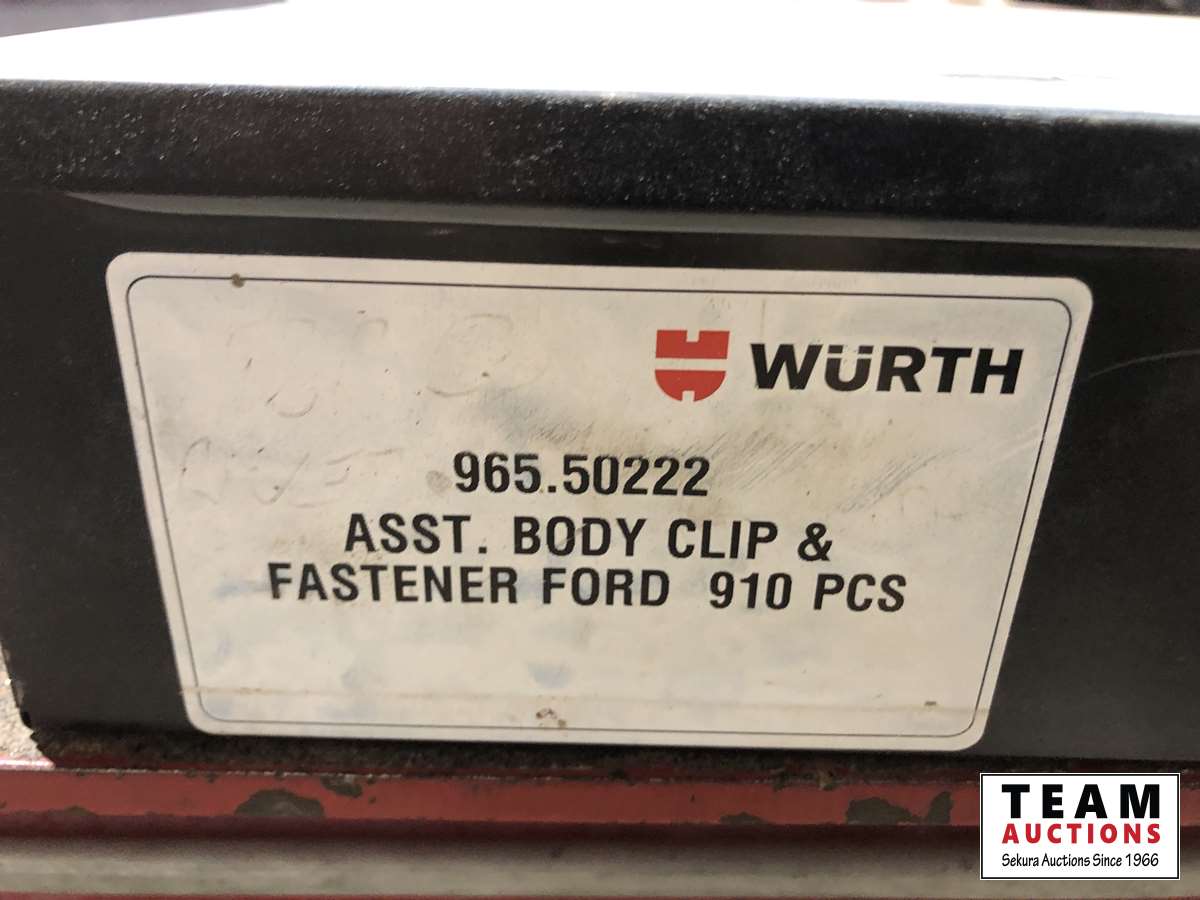 WÜRTH
965.50222
ASST. BODY CLIP &
FASTENER FORD 910 PCS
TEAM
AUCTIONS
Sekura Auctions Since 1966